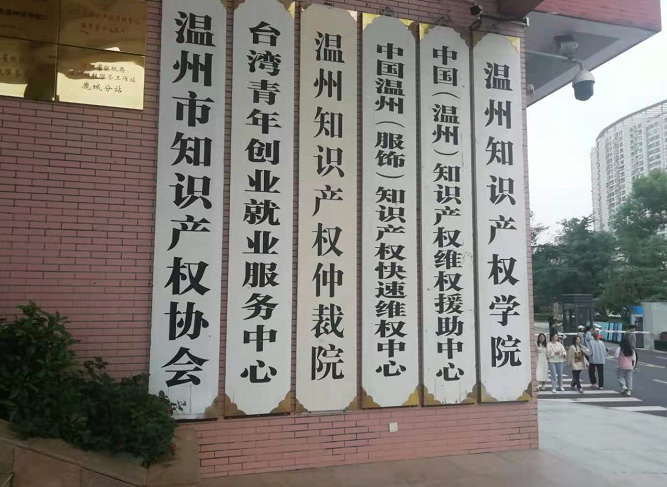 温州市知识产权协会
台湾青年创业就业服务中心
温州知识产权仲裁院
中国温州（服饰）知识产权快速维权中心
中国（温州）知识产权维权援助中心
温州知识产权学院
鹿城分站